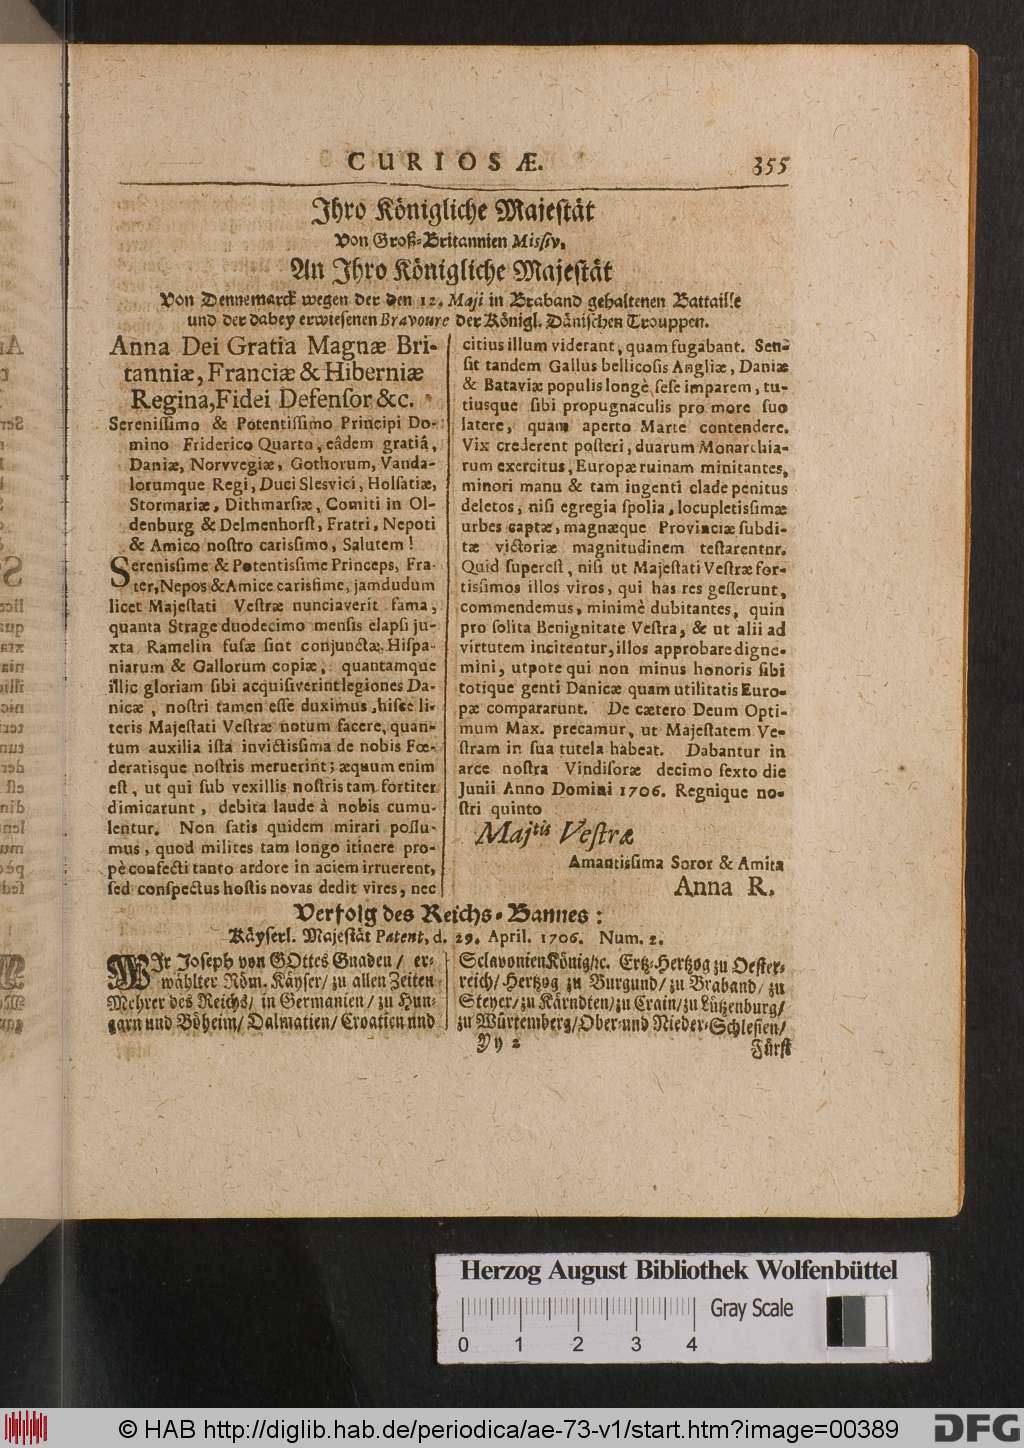 CURIOSÆ. 355
Ihro Königliche Majestät
Von Groß-Britannien Missiv,
An Ihro Königliche Majestät
Von Dennemarck wegen der den 12. Maji in Braband gehaltenen Battaille
und der dabey erwiesenen Bravoure der Königl. Dänischen Trouppen.
Anna Dei Gratia Magnæ Bri-
tanniæ, Franciæ & Hiberniæ
Regina, Fidei Defensor &c.
Serenissimo & Potentissimo Principi Do-
mino Friderico Quarto, eâdem gratiâ,
Daniæ, Norvvegiæ, Gothorum, Vanda-
lorumque Regi, Duci Slesvici, Holsatiæ,
Stormariæ, Dithmarsiæ, Comiti in Ol-
denburg & Delmenhorst, Fratri, Nepoti
& Amico nostro carissimo, Salutem!
Serenissime & Potentissime Princeps, Fra-
ter, Nepos & Amice carissime, jamdudum
licet Majestati Vestræ nunciaverit fama,
quanta Strage duodecimo mensis elapsi ju-
xta Ramelin fusæ sint conjunctæ Hispa-
niarum & Gallorum copiæ, quantamque
illic gloriam sibi acquisiverint legiones Da-
nicæ, nostri tamen esse duximus, hisce li-
teris Majestati Vestræ notum facere, quan-
tum auxilia ista invictissima de nobis Fœ-
deratisque nostris meruerint; æquum enim
est, ut qui sub vexillis nostris tam fortiter
dimicarunt, debita laude à nobis cumu-
lentur. Non satis quidem mirari possu-
mus, quod milites tam longo itinere pro-
pè confecti tanto ardore in aciem irruerent,
sed conspectus hostis novas dedit vires, nec
citius illum viderant, quam fugabant. Sen-
sit tandem Gallus bellicosis Angliæ, Daniæ
& Bataviæ populis longè sese imparem, tu-
tiusque sibi propugnaculis pro more suo
latere, quam aperto Marte contendere.
Vix crederent posteri, duarum Monarchia-
rum exercitus, Europæ ruinam minitantes,
minori manu & tam ingenti clade penitus
deletos, nisi egregia spolia, locupletissimæ
urbes captæ, magnæque Provinciæ subdi-
tæ victoriæ magnitudinem testarentur.
Quid superest, nisi ut Majestati Vestræ for-
tissimos illos viros, qui has res gesserunt,
commendemus, minimè dubitantes, quin
pro solita Benignitate Vestra, & ut alii ad
virtutem incitentur, illos approbare digne-
mini, utpote qui non minus honoris sibi
totique genti Danicæ quam utilitatis Euro-
pæ compararunt. De cætero Deum Opti-
mum Max. precamur, ut Majestatem Ve-
stram in sua tutela habeat. Dabantur in
arce nostra Vindisoræ decimo sexto die
Junii Anno Domini 1706. Regnique no-
stri quinto
Majtis Vestræ
Amantissima Soror & Amita
Anna R.
Verfolg des Reichs-Bannes:
Käyserl. Majestät Patent, d. 29. April. 1706. Num. 2.
WIr Joseph von GOttes Gnaden / er-
wählter Röm. Käyser / zu allen Zeiten
Mehrer des Reichs / in Germanien / zu Hun-
garn und Böheim / Dalmatien / Croatien und
Sclavonien König / ꝛc. Ertz-Hertzog zu Oester-
reich / Hertzog zu Burgund / zu Braband / zu
Steyer / zu Kärndten / zu Crain / zu Lützenburg /
zu Würtemberg / Ober- und Nieder-Schlesien /
Yy 2 Fürst
Herzog August Bibliothek Wolfenbüttel
Gray Scale
0 1 2 3 4
© HAB http://diglib.hab.de/periodica/ae-73-v1/start.htm?image=00389
DFG